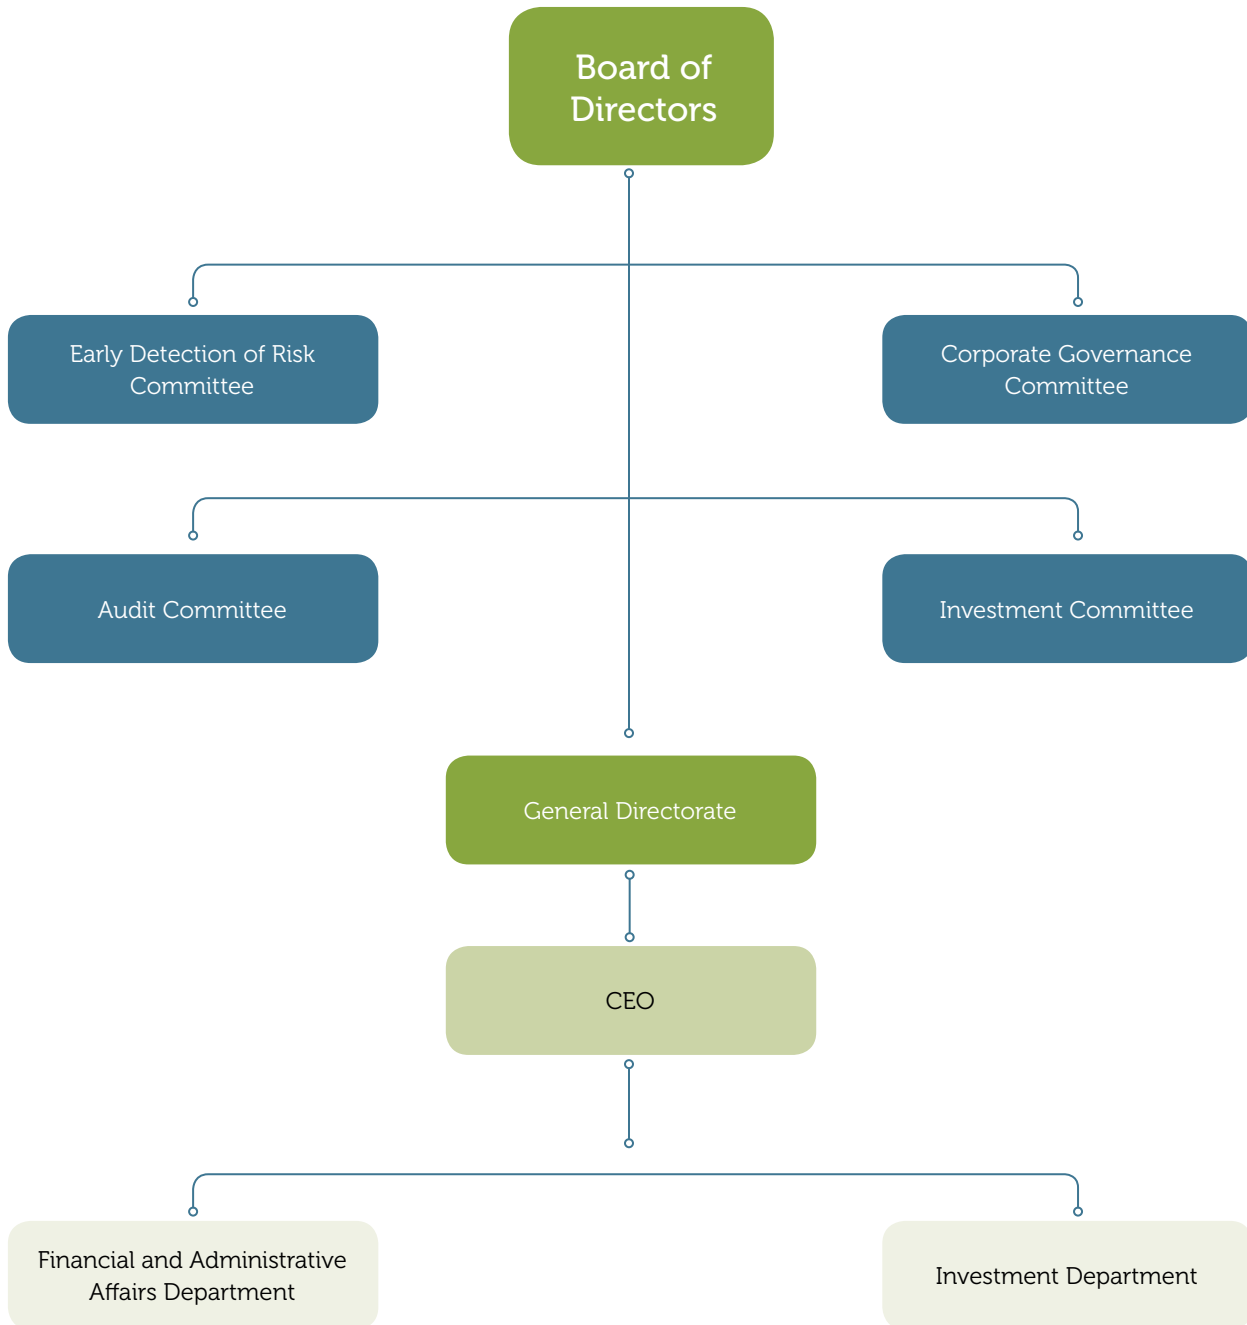 Board of
Directors
Early Detection of Risk
Committee
Corporate Governance
Committee
Audit Committee
Investment Committee
General Directorate
CEO
Financial and Administrative
Affairs Department
Investment Department